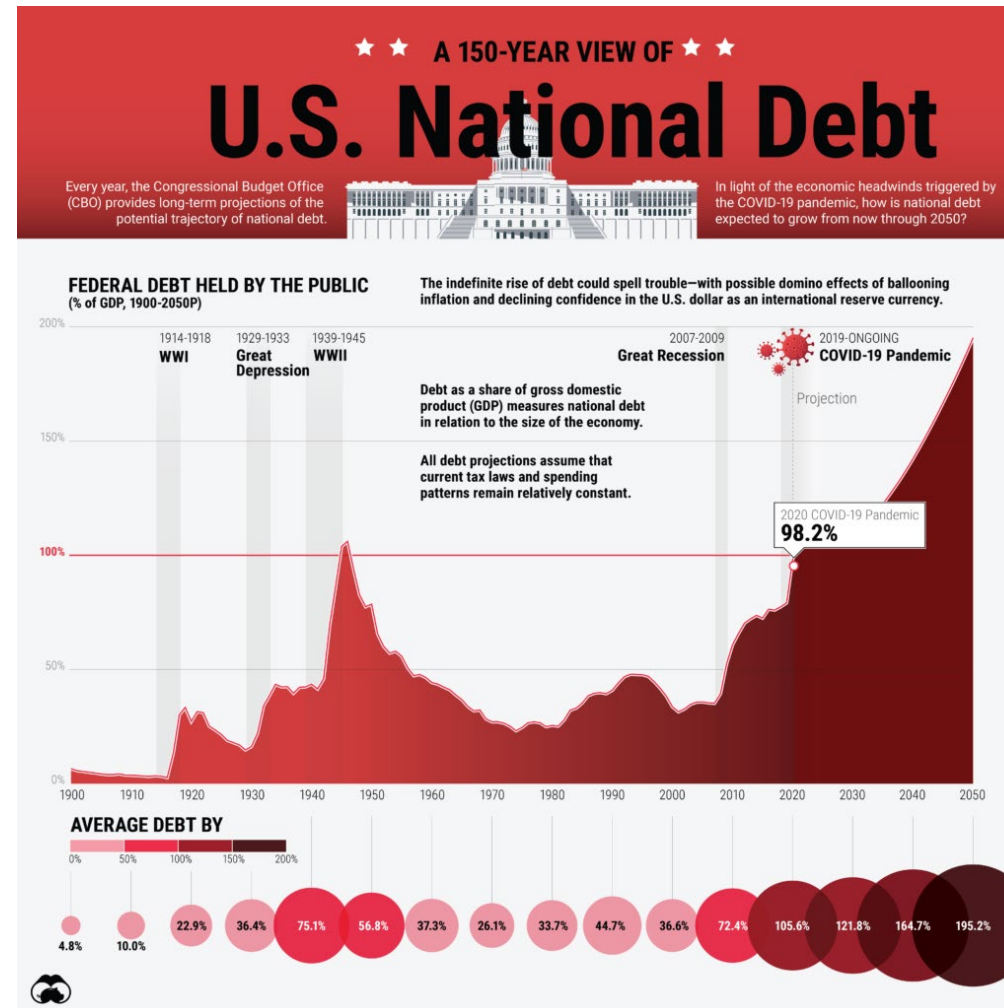 A 150-YEAR VIEW OF
U.S. National Debt
Every year, the Congressional Budget Office
(CBO) provides long-term projections of the
potential trajectory of national debt.
In light of the economic headwinds triggered by
the COVID-19 pandemic, how is national debt
expected to grow from now through 2050?
FEDERAL DEBT HELD BY THE PUBLIC
(% of GDP, 1900-2050P)
The indefinite rise of debt could spell trouble—with possible domino effects of ballooning
inflation and declining confidence in the U.S. dollar as an international reserve currency.
200%
1914-1918
WWI
1929-1933
Great
Depression
1939-1945
WWII
2007-2009
Great Recession
2019-ONGOING
COVID-19 Pandemic
Debt as a share of gross domestic
product (GDP) measures national debt
in relation to the size of the economy.
Projection
150%
All debt projections assume that
current tax laws and spending
patterns remain relatively constant.
2020 COVID-19 Pandemic
98.2%
100%
50%
0%
1900 1910 1920 1930 1940 1950 1960 1970 1980 1990 2000 2010 2020 2030 2040 2050
AVERAGE DEBT BY
0% 50% 100% 150% 200%
4.8% 10.0% 22.9% 36.4% 75.1% 56.8% 37.3% 26.1% 33.7% 44.7% 36.6% 72.4% 105.6% 121.8% 164.7% 195.2%